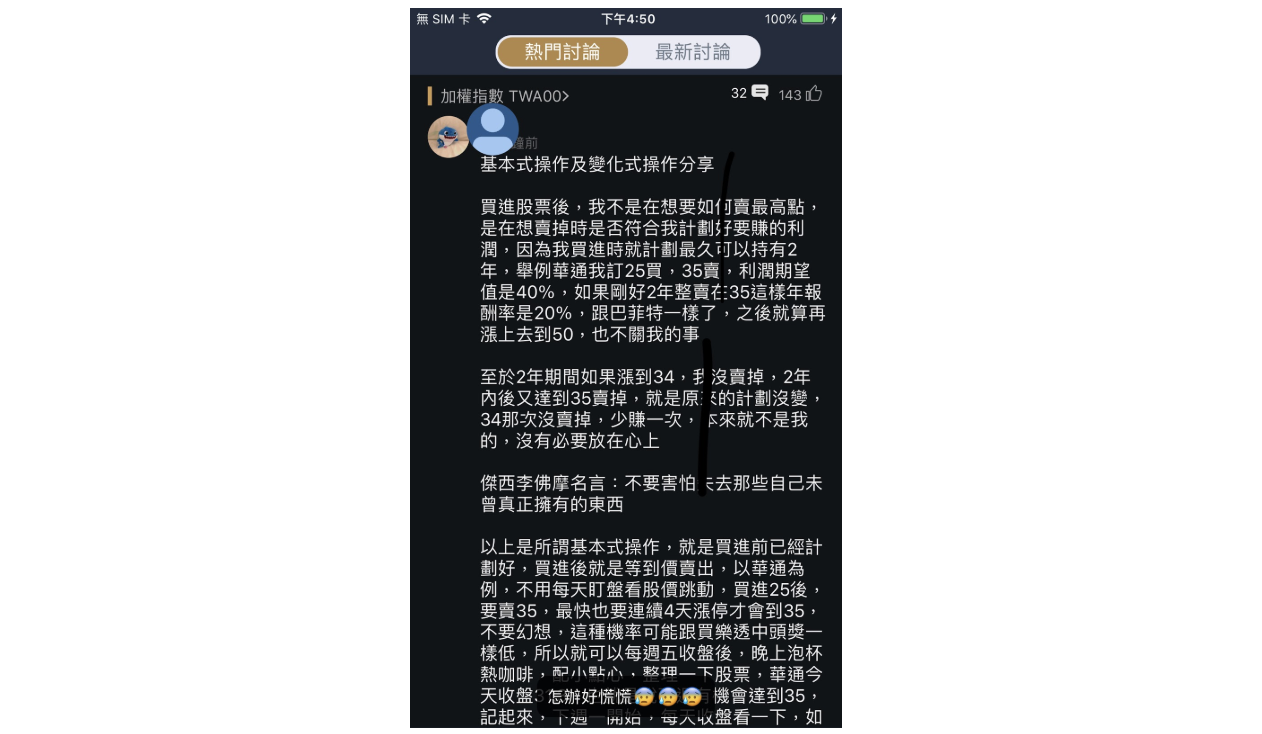 無 SIM 卡 下午4:50 100%
熱門討論 最新討論
加權指數 TWA00> 32 143
鐘前
基本式操作及變化式操作分享
買進股票後，我不是在想要如何賣最高點，
是在想賣掉時是否符合我計劃好要賺的利
潤，因為我買進時就計劃最久可以持有2
年，舉例華通我訂25買，35賣，利潤期望
值是40%，如果剛好2年整賣在35這樣年報
酬率是20%，跟巴菲特一樣了，之後就算再
漲上去到50，也不關我的事
至於2年期間如果漲到34，我沒賣掉，2年
內後又達到35賣掉，就是原來的計劃沒變，
34那次沒賣掉，少賺一次，本來就不是我
的，沒有必要放在心上
傑西李佛摩名言：不要害怕失去那些自己未
曾真正擁有的東西
以上是所謂基本式操作，就是買進前已經計
劃好，買進後就是等到價賣出，以華通為
例，不用每天盯盤看股價跳動，買進25後，
要賣35，最快也要連續4天漲停才會到35，
不要幻想，這種機率可能跟買樂透中頭獎一
樣低，所以就可以每週五收盤後，晚上泡杯
熱咖啡，配小點心，整理一下股票，華通今
天收盤3 有機會達到35，
怎辦好慌慌😰😰😰
記起來，下週一開始，每天收盤看一下，如